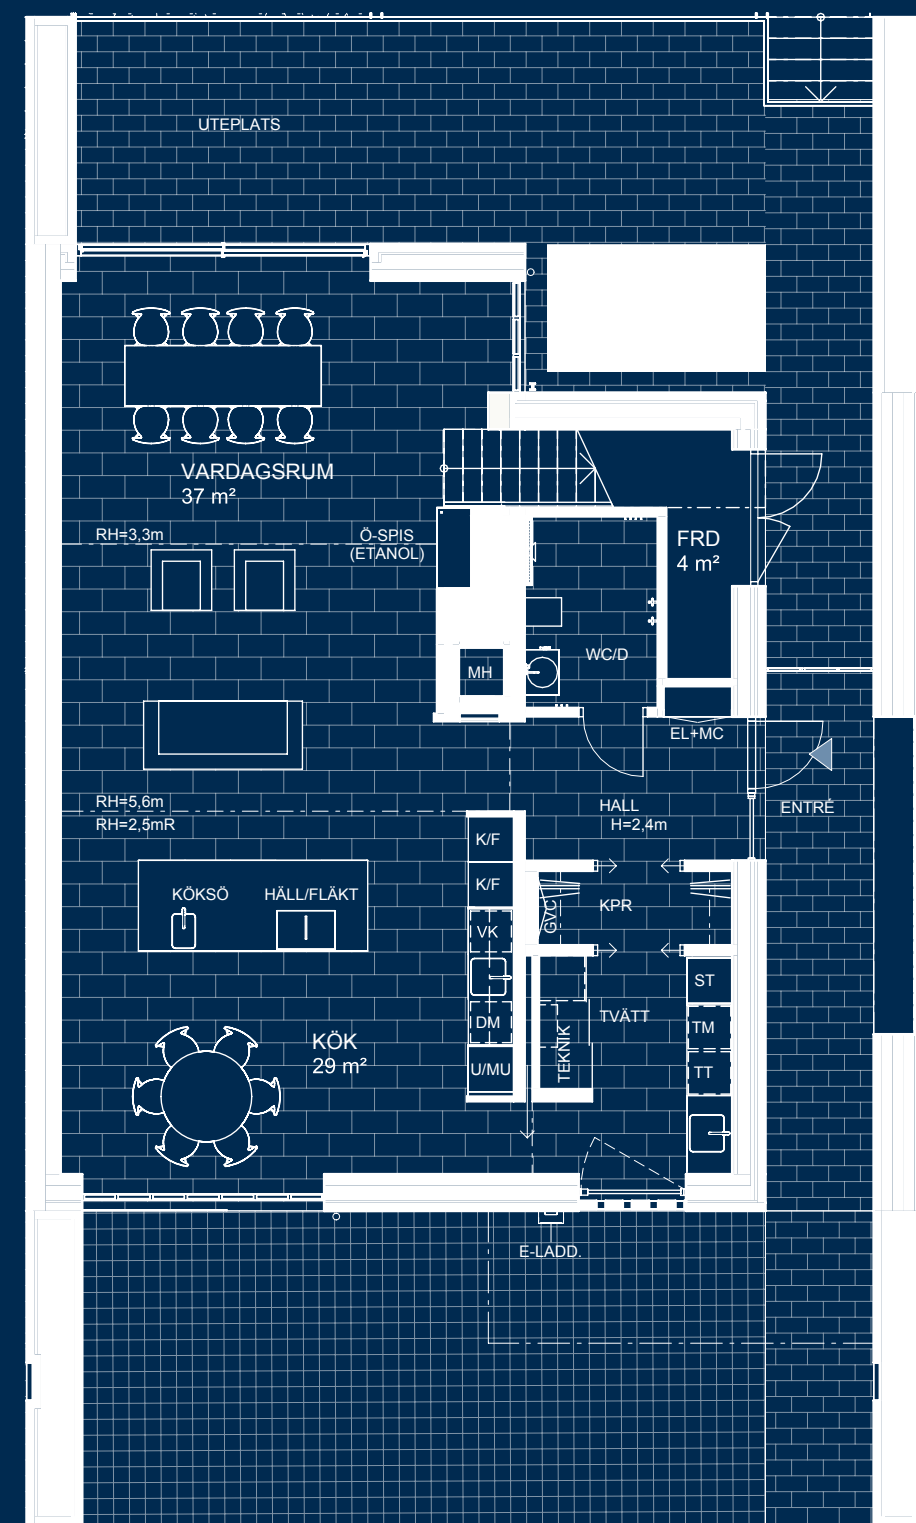 UTEPLATS
VARDAGSRUM
37 m²
RH=3,3m
Ö-SPIS
(ETANOL)
FRD
4 m²
WC/D
MH
EL+MC
RH=5,6m
RH=2,5mR
HALL
H=2,4m
ENTRÉ
K/F
K/F
KÖKSÖ
HÄLL/FLÄKT
GVC
KPR
VK
ST
DM
TEKNIK
TVÄTT
TM
KÖK
29 m²
U/MU
TT
E-LADD.